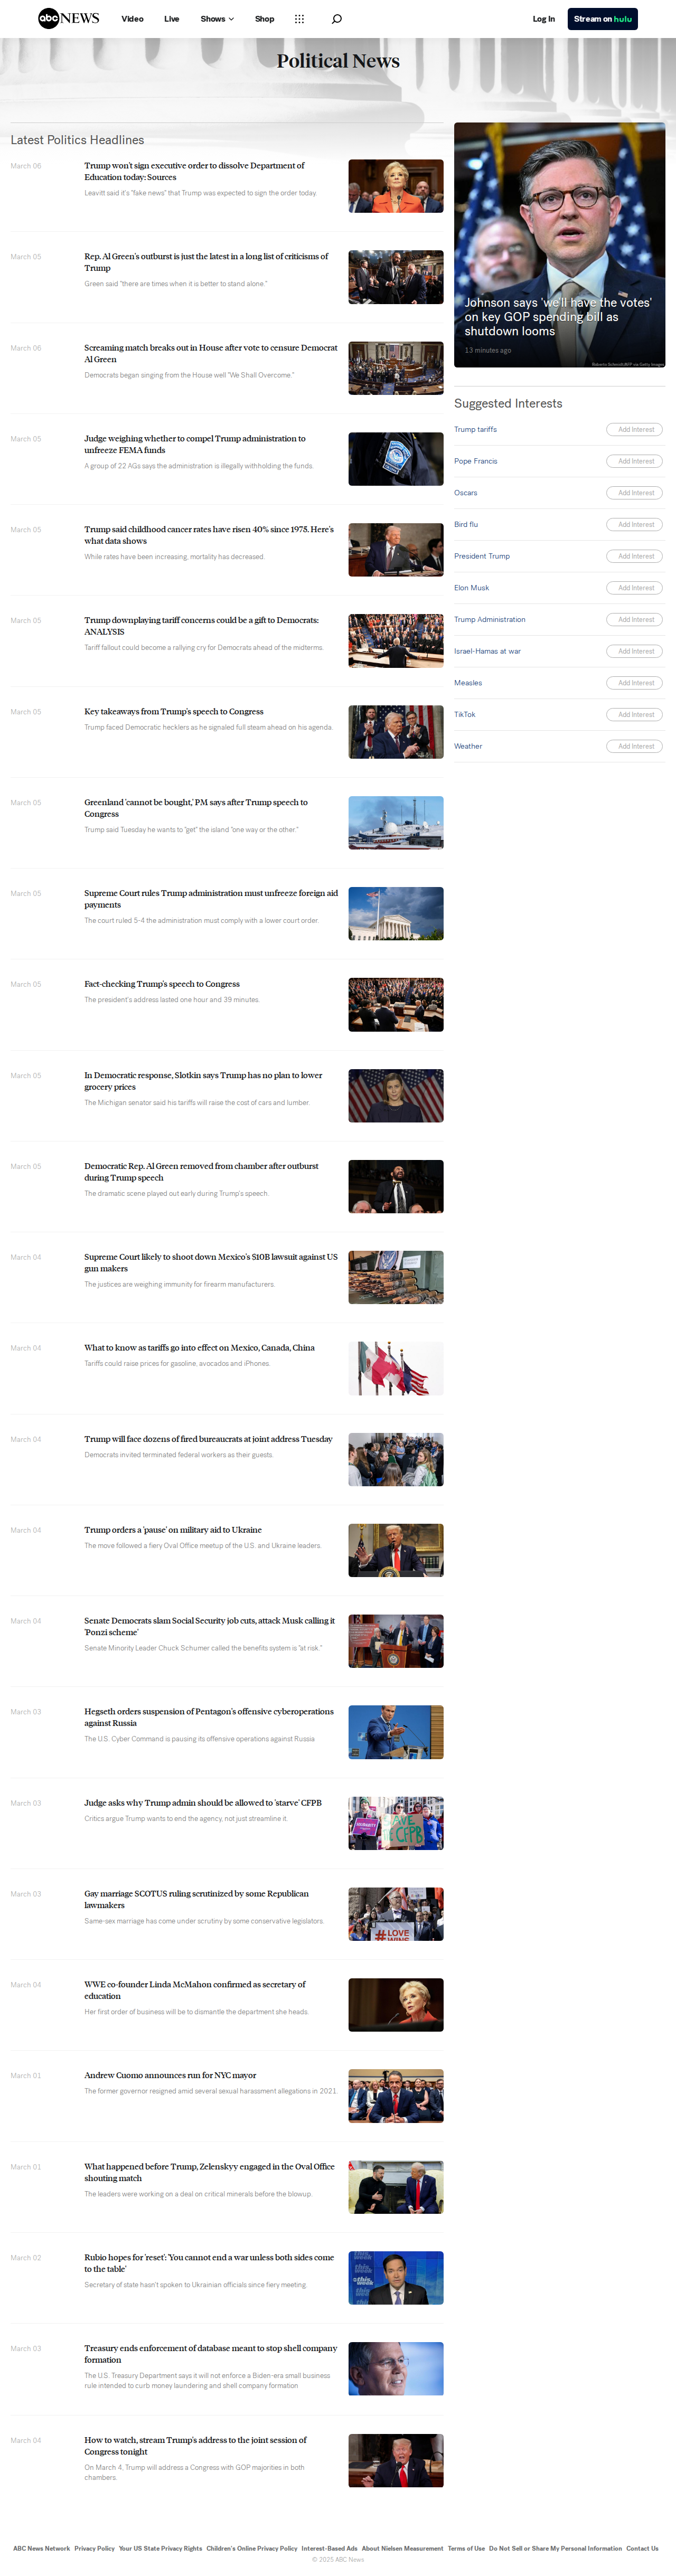 abc NEWS
Video
Live
Shows
Shop
Log In
Stream on hulu
Political News
Latest Politics Headlines
March 06
Trump won't sign executive order to dissolve Department of
Education today: Sources
Leavitt said it's "fake news" that Trump was expected to sign the order today.
March 05
Rep. Al Green's outburst is just the latest in a long list of criticisms of
Trump
Green said "there are times when it is better to stand alone."
March 06
Screaming match breaks out in House after vote to censure Democrat
Al Green
Democrats began singing from the House well "We Shall Overcome."
March 05
Judge weighing whether to compel Trump administration to
unfreeze FEMA funds
A group of 22 AGs says the administration is illegally withholding the funds.
March 05
Trump said childhood cancer rates have risen 40% since 1975. Here's
what data shows
While rates have been increasing, mortality has decreased.
March 05
Trump downplaying tariff concerns could be a gift to Democrats:
ANALYSIS
Tariff fallout could become a rallying cry for Democrats ahead of the midterms.
March 05
Key takeaways from Trump's speech to Congress
Trump faced Democratic hecklers as he signaled full steam ahead on his agenda.
March 05
Greenland 'cannot be bought,' PM says after Trump speech to
Congress
Trump said Tuesday he wants to "get" the island "one way or the other."
March 05
Supreme Court rules Trump administration must unfreeze foreign aid
payments
The court ruled 5-4 the administration must comply with a lower court order.
March 05
Fact-checking Trump's speech to Congress
The president's address lasted one hour and 39 minutes.
March 05
In Democratic response, Slotkin says Trump has no plan to lower
grocery prices
The Michigan senator said his tariffs will raise the cost of cars and lumber.
March 05
Democratic Rep. Al Green removed from chamber after outburst
during Trump speech
The dramatic scene played out early during Trump's speech.
March 04
Supreme Court likely to shoot down Mexico's $10B lawsuit against US
gun makers
The justices are weighing immunity for firearm manufacturers.
March 04
What to know as tariffs go into effect on Mexico, Canada, China
Tariffs could raise prices for gasoline, avocados and iPhones.
March 04
Trump will face dozens of fired bureaucrats at joint address Tuesday
Democrats invited terminated federal workers as their guests.
March 04
Trump orders a 'pause' on military aid to Ukraine
The move followed a fiery Oval Office meetup of the U.S. and Ukraine leaders.
March 04
Senate Democrats slam Social Security job cuts, attack Musk calling it
'Ponzi scheme'
Senate Minority Leader Chuck Schumer called the benefits system is "at risk."
March 03
Hegseth orders suspension of Pentagon's offensive cyberoperations
against Russia
The U.S. Cyber Command is pausing its offensive operations against Russia
March 03
Judge asks why Trump admin should be allowed to 'starve' CFPB
Critics argue Trump wants to end the agency, not just streamline it.
SAVE
THE CFPB
March 03
Gay marriage SCOTUS ruling scrutinized by some Republican
lawmakers
Same-sex marriage has come under scrutiny by some conservative legislators.
#LOVE
WINS
March 04
WWE co-founder Linda McMahon confirmed as secretary of
education
Her first order of business will be to dismantle the department she heads.
March 01
Andrew Cuomo announces run for NYC mayor
The former governor resigned amid several sexual harassment allegations in 2021.
March 01
What happened before Trump, Zelenskyy engaged in the Oval Office
shouting match
The leaders were working on a deal on critical minerals before the blowup.
March 02
Rubio hopes for 'reset': 'You cannot end a war unless both sides come
to the table'
Secretary of state hasn't spoken to Ukrainian officials since fiery meeting.
March 03
Treasury ends enforcement of database meant to stop shell company
formation
The U.S. Treasury Department says it will not enforce a Biden-era small business
rule intended to curb money laundering and shell company formation
March 04
How to watch, stream Trump's address to the joint session of
Congress tonight
On March 4, Trump will address a Congress with GOP majorities in both
chambers.
Johnson says 'we'll have the votes'
on key GOP spending bill as
shutdown looms
13 minutes ago
Roberto Schmidt/AFP via Getty Images
Suggested Interests
Trump tariffs
Add Interest
Pope Francis
Add Interest
Oscars
Add Interest
Bird flu
Add Interest
President Trump
Add Interest
Elon Musk
Add Interest
Trump Administration
Add Interest
Israel-Hamas at war
Add Interest
Measles
Add Interest
TikTok
Add Interest
Weather
Add Interest
ABC News Network Privacy Policy Your US State Privacy Rights Children's Online Privacy Policy Interest-Based Ads About Nielsen Measurement Terms of Use Do Not Sell or Share My Personal Information Contact Us
© 2025 ABC News